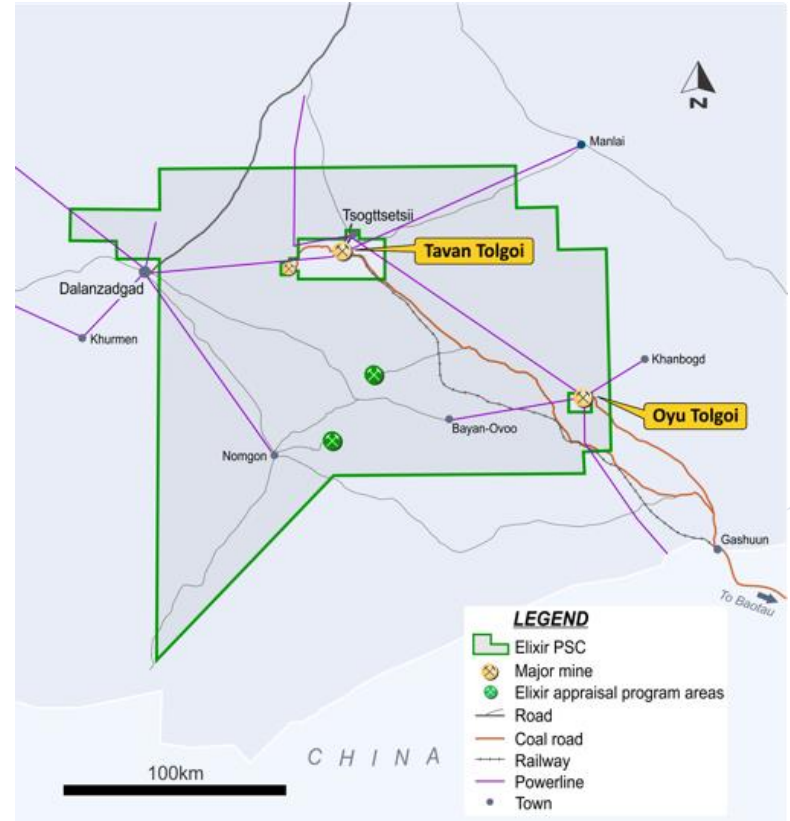 N
Manlai
Tsogttsetsii
Tavan Tolgoi
Dalanzadgad
Khurmen
Khanbogd
Oyu Tolgoi
Bayan-Ovoo
Nomgon
Gashuun
To Baotau
LEGEND
Elixir PSC
Major mine
Elixir appraisal program areas
Road
Coal road
Railway
Powerline
Town
CHINA
100km